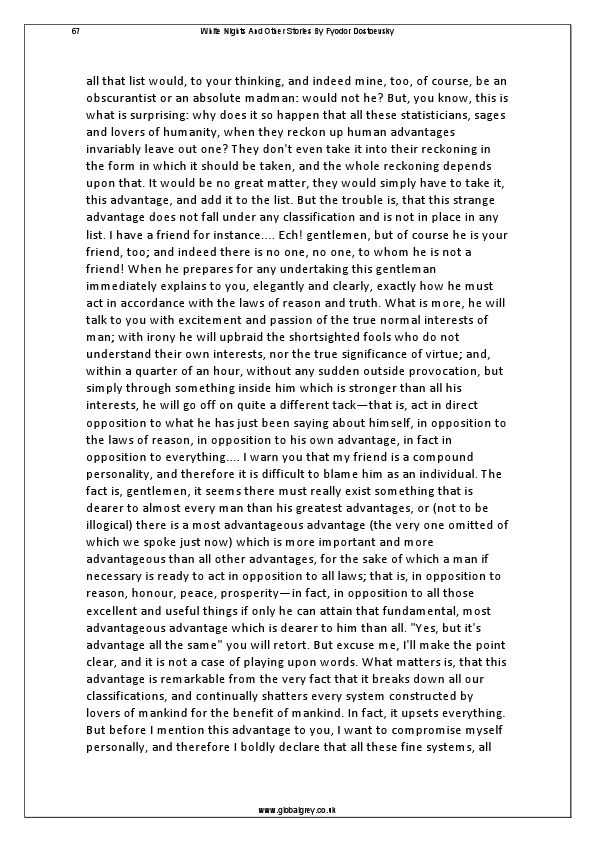 67 White Nights And Other Stories By Fyodor Dostoevsky
all that list would, to your thinking, and indeed mine, too, of course, be an
obscurantist or an absolute madman: would not he? But, you know, this is
what is surprising: why does it so happen that all these statisticians, sages
and lovers of humanity, when they reckon up human advantages
invariably leave out one? They don't even take it into their reckoning in
the form in which it should be taken, and the whole reckoning depends
upon that. It would be no great matter, they would simply have to take it,
this advantage, and add it to the list. But the trouble is, that this strange
advantage does not fall under any classification and is not in place in any
list. I have a friend for instance.... Ech! gentlemen, but of course he is your
friend, too; and indeed there is no one, no one, to whom he is not a
friend! When he prepares for any undertaking this gentleman
immediately explains to you, elegantly and clearly, exactly how he must
act in accordance with the laws of reason and truth. What is more, he will
talk to you with excitement and passion of the true normal interests of
man; with irony he will upbraid the shortsighted fools who do not
understand their own interests, nor the true significance of virtue; and,
within a quarter of an hour, without any sudden outside provocation, but
simply through something inside him which is stronger than all his
interests, he will go off on quite a different tack—that is, act in direct
opposition to what he has just been saying about himself, in opposition to
the laws of reason, in opposition to his own advantage, in fact in
opposition to everything.... I warn you that my friend is a compound
personality, and therefore it is difficult to blame him as an individual. The
fact is, gentlemen, it seems there must really exist something that is
dearer to almost every man than his greatest advantages, or (not to be
illogical) there is a most advantageous advantage (the very one omitted of
which we spoke just now) which is more important and more
advantageous than all other advantages, for the sake of which a man if
necessary is ready to act in opposition to all laws; that is, in opposition to
reason, honour, peace, prosperity—in fact, in opposition to all those
excellent and useful things if only he can attain that fundamental, most
advantageous advantage which is dearer to him than all. "Yes, but it's
advantage all the same" you will retort. But excuse me, I'll make the point
clear, and it is not a case of playing upon words. What matters is, that this
advantage is remarkable from the very fact that it breaks down all our
classifications, and continually shatters every system constructed by
lovers of mankind for the benefit of mankind. In fact, it upsets everything.
But before I mention this advantage to you, I want to compromise myself
personally, and therefore I boldly declare that all these fine systems, all
www.globalgrey.co.uk